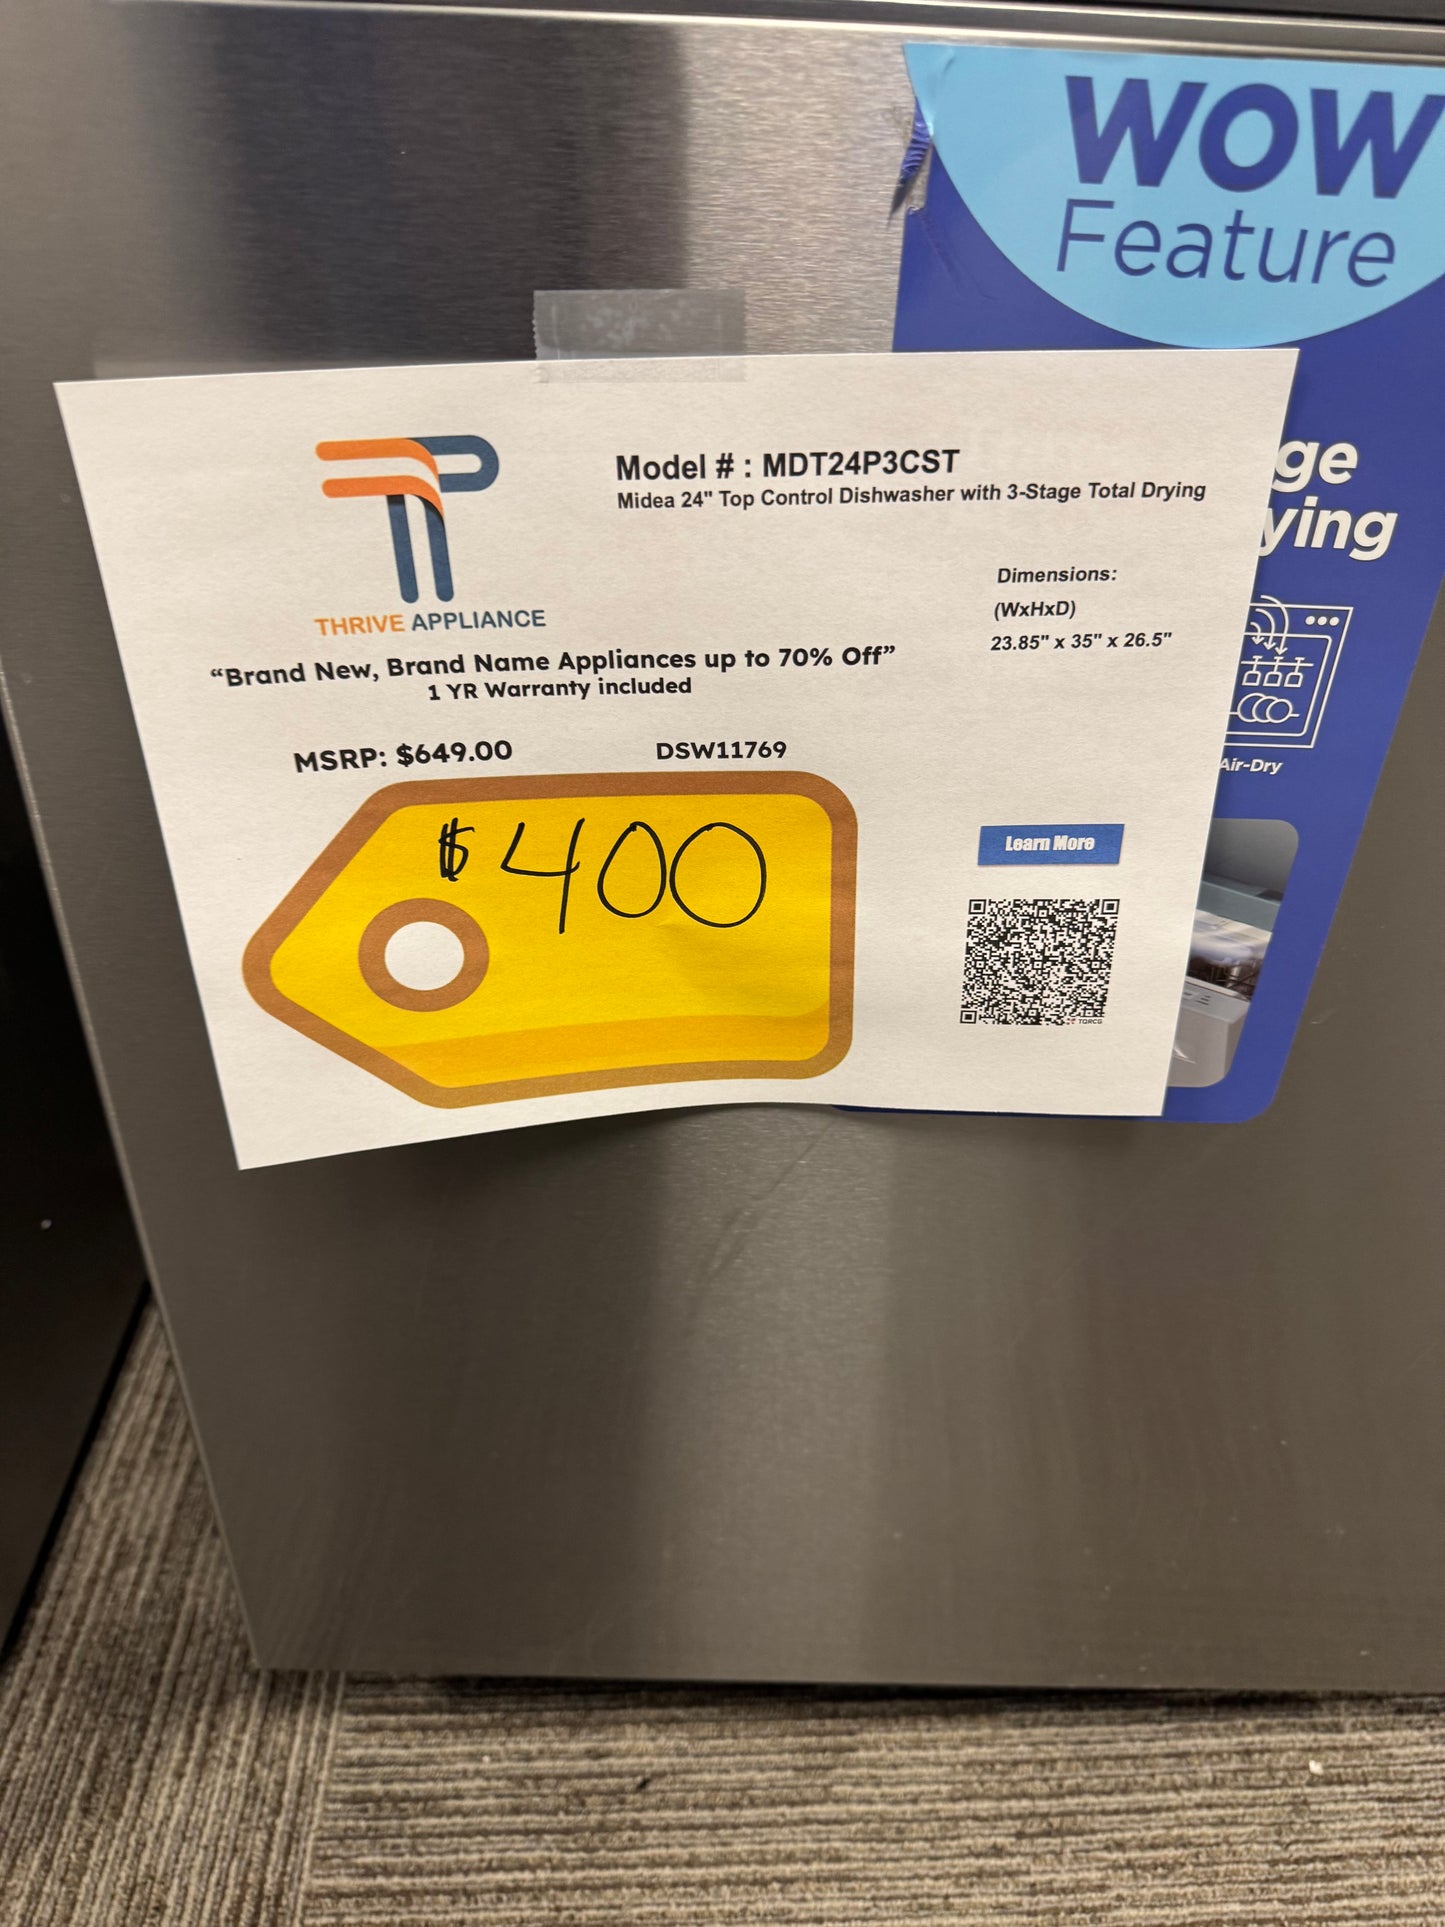 WOW
Feature
ge
ying
Air-Dry
THRIVE APPLIANCE
Model # : MDT24P3CST
Midea 24" Top Control Dishwasher with 3-Stage Total Drying
Dimensions:
(WxHxD)
23.85" x 35" x 26.5"
“Brand New, Brand Name Appliances up to 70% Off”
1 YR Warranty included
MSRP: $649.00
DSW11769
$400
Learn More
TQRCG